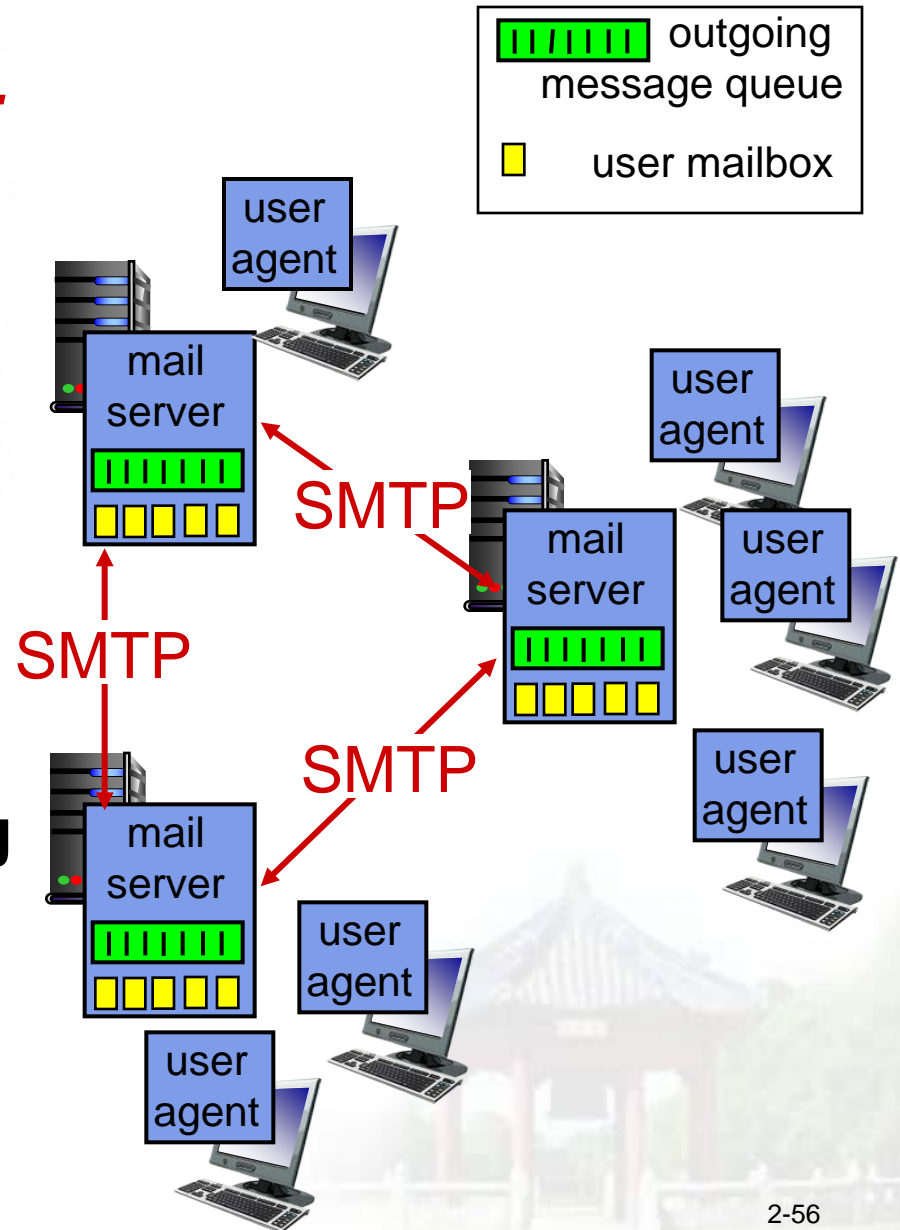 outgoing
message queue
user mailbox
user
agent
mail
server
SMTP
user
agent
mail
server
user
agent
SMTP
SMTP
user
agent
mail
server
user
agent
user
agent
2-56